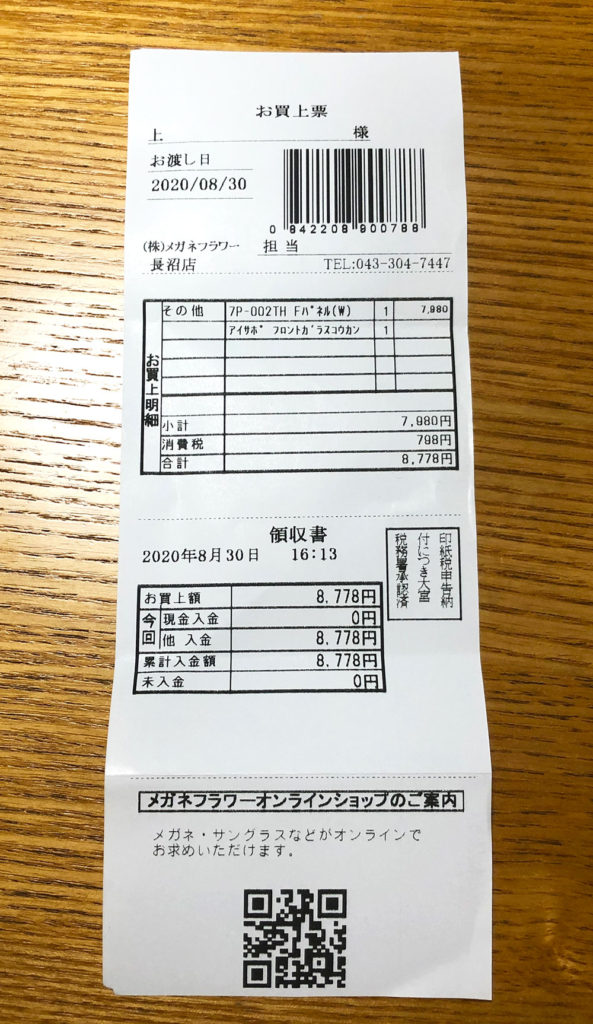 お買上票
上 様
お渡し日
2020/08/30
0 842208 900788
(株)メガネフラワー 担当
長沼店 TEL:043-304-7447
お買上明細
その他 7P-002TH Fパネル(W) 1 7,980
アイサポ フロントガラスコウカン 1
小計 7,980円
消費税 798円
合計 8,778円
領収書
2020年8月30日 16:13
印紙税申告納
付につき大宮
税務署承認済
お買上額 8,778円
今回 現金入金 0円
他 入金 8,778円
累計入金額 8,778円
未入金 0円
メガネフラワーオンラインショップのご案内
メガネ・サングラスなどがオンラインで
お求めいただけます。